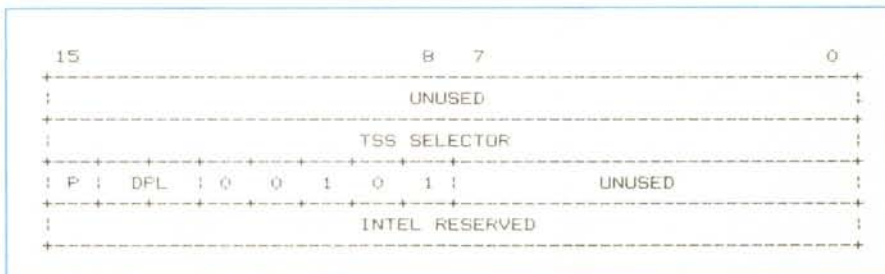 15 8 7 0
UNUSED
TSS SELECTOR
P DPL 0 0 1 0 1 UNUSED
INTEL RESERVED